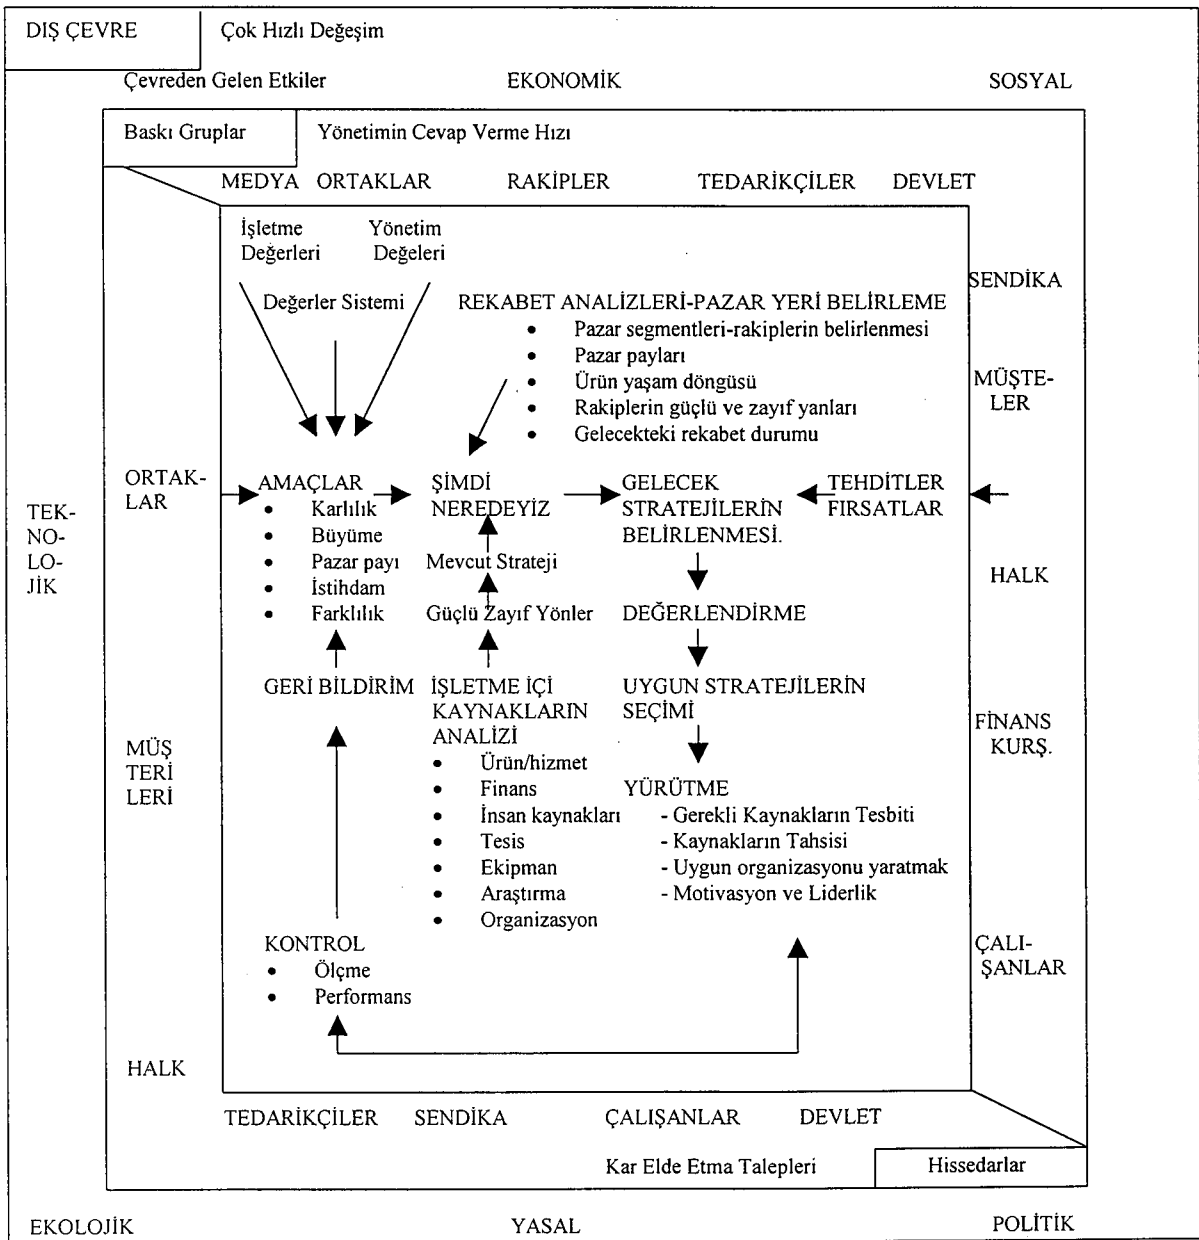 DIŞ ÇEVRE
Çok Hızlı Değeşim
Çevreden Gelen Etkiler
EKONOMİK
SOSYAL
Baskı Gruplar
Yönetimin Cevap Verme Hızı
MEDYA ORTAKLAR RAKİPLER TEDARİKÇİLER DEVLET
İşletme
Değerleri
Yönetim
Değeleri
Değerler Sistemi
REKABET ANALİZLERİ-PAZAR YERİ BELİRLEME
• Pazar segmentleri-rakiplerin belirlenmesi
• Pazar payları
• Ürün yaşam döngüsü
• Rakiplerin güçlü ve zayıf yanları
• Gelecekteki rekabet durumu
SENDİKA
MÜŞTE-
LER
TEK-
NO-
LO-
JİK
ORTAK-
LAR
AMAÇLAR
• Karlılık
• Büyüme
• Pazar payı
• İstihdam
• Farklılık
ŞİMDİ
NEREDEYİZ
Mevcut Strateji
Güçlü Zayıf Yönler
GELECEK
STRATEJİLERİN
BELİRLENMESİ.
TEHDİTLER
FIRSATLAR
HALK
DEĞERLENDİRME
GERİ BİLDİRİM
İŞLETME İÇİ
KAYNAKLARIN
ANALİZİ
• Ürün/hizmet
• Finans
• İnsan kaynakları
• Tesis
• Ekipman
• Araştırma
• Organizasyon
UYGUN STRATEJİLERİN
SEÇİMİ
YÜRÜTME
- Gerekli Kaynakların Tesbiti
- Kaynakların Tahsisi
- Uygun organizasyonu yaratmak
- Motivasyon ve Liderlik
FİNANS
KURŞ.
MÜŞ
TERİ
LERİ
KONTROL
• Ölçme
• Performans
ÇALI-
ŞANLAR
HALK
TEDARİKÇİLER SENDİKA ÇALIŞANLAR DEVLET
Kar Elde Etma Talepleri
Hissedarlar
EKOLOJİK
YASAL
POLİTİK